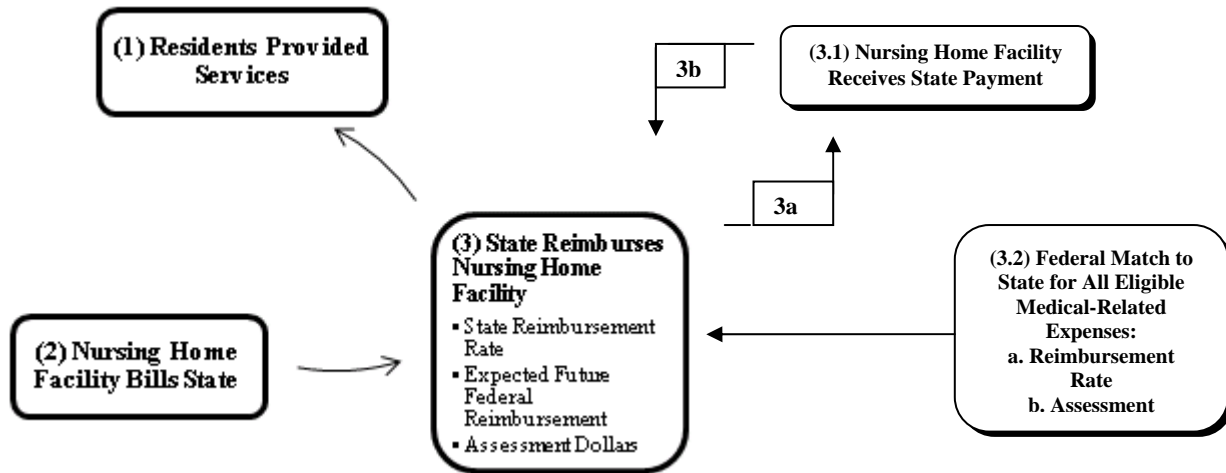 (1) Residents Provided
Services
3b
(3.1) Nursing Home Facility
Receives State Payment
3a
(3) State Reimburses
Nursing Home
Facility
▪ State Reimbursement
Rate
▪ Expected Future
Federal
Reimbursement
▪ Assessment Dollars
(2) Nursing Home
Facility Bills State
(3.2) Federal Match to
State for All Eligible
Medical-Related
Expenses:
a. Reimbursement
Rate
b. Assessment